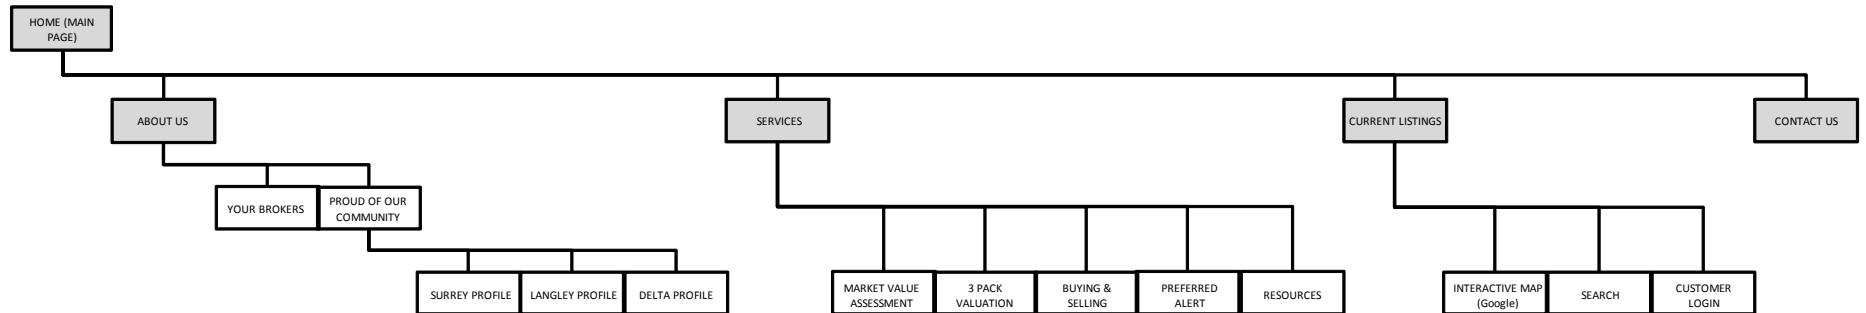 HOME (MAIN
PAGE)
ABOUT US
SERVICES
CURRENT LISTINGS
CONTACT US
YOUR BROKERS
PROUD OF OUR
COMMUNITY
SURREY PROFILE
LANGLEY PROFILE
DELTA PROFILE
MARKET VALUE
ASSESSMENT
3 PACK
VALUATION
BUYING &
SELLING
PREFERRED
ALERT
RESOURCES
INTERACTIVE MAP
(Google)
SEARCH
CUSTOMER
LOGIN